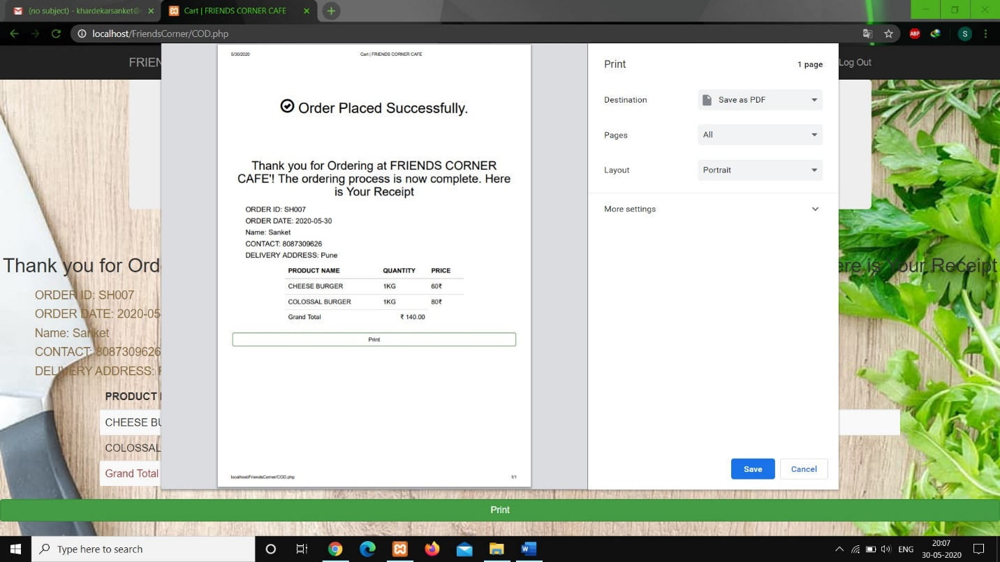 (no subject) - khardekarsanket@
Cart | FRIENDS CORNER CAFE
localhost/FriendsCorner/COD.php
ABP
S
FRIEN
Log Out
5/30/2020
Cart | FRIENDS CORNER CAFE
Order Placed Successfully.
Thank you for Ordering at FRIENDS CORNER
CAFE'! The ordering process is now complete. Here
is Your Receipt
ORDER ID: SH007
ORDER DATE: 2020-05-30
Name: Sanket
CONTACT: 8087309626
DELIVERY ADDRESS: Pune
PRODUCT NAME QUANTITY PRICE
CHEESE BURGER 1KG 60₹
COLOSSAL BURGER 1KG 80₹
Grand Total ₹ 140.00
Print
localhost/FriendsCorner/COD.php
1/1
Print
1 page
Destination Save as PDF
Pages All
Layout Portrait
More settings
Save Cancel
Thank you for Ord
ere is Your Receipt
ORDER ID: SH007
ORDER DATE: 2020-05
Name: Sanket
CONTACT: 8087309626
DELIVERY ADDRESS:
PRODUCT
CHEESE BU
COLOSSAL
Grand Total
Print
Type here to search
W
ENG
20:07
30-05-2020